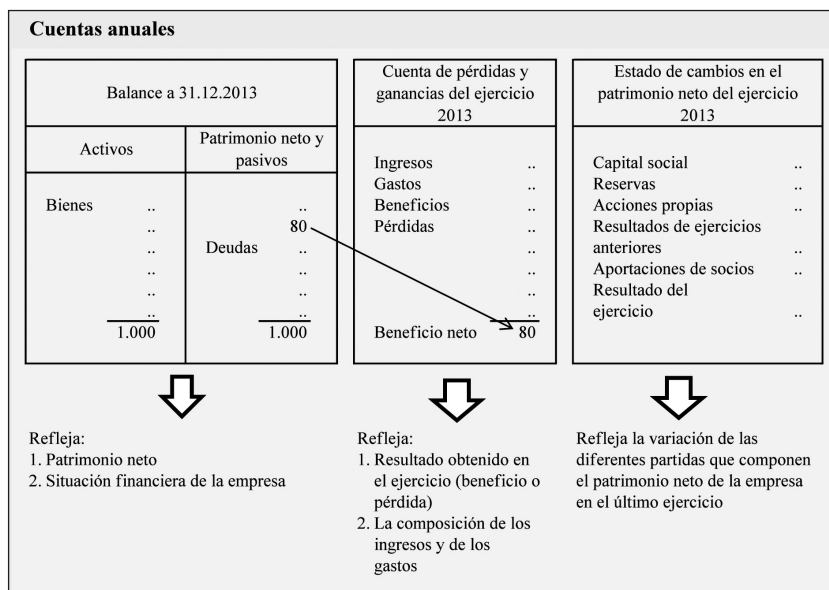 Cuentas anuales
Balance a 31.12.2013
Activos
Patrimonio neto y
pasivos
Bienes ..
..
..
..
..
..
1.000
..
80
Deudas ..
..
..
..
1.000
Cuenta de pérdidas y
ganancias del ejercicio
2013
Ingresos ..
Gastos ..
Beneficios ..
Pérdidas ..
..
..
..
..
Beneficio neto 80
Estado de cambios en el
patrimonio neto del ejercicio
2013
Capital social ..
Reservas ..
Acciones propias ..
Resultados de ejercicios
anteriores ..
Aportaciones de socios ..
Resultado del
ejercicio ..
Refleja:
1. Patrimonio neto
2. Situación financiera de la empresa
Refleja:
1. Resultado obtenido en
el ejercicio (beneficio o
pérdida)
2. La composición de los
ingresos y de los
gastos
Refleja la variación de las
diferentes partidas que componen
el patrimonio neto de la empresa
en el último ejercicio